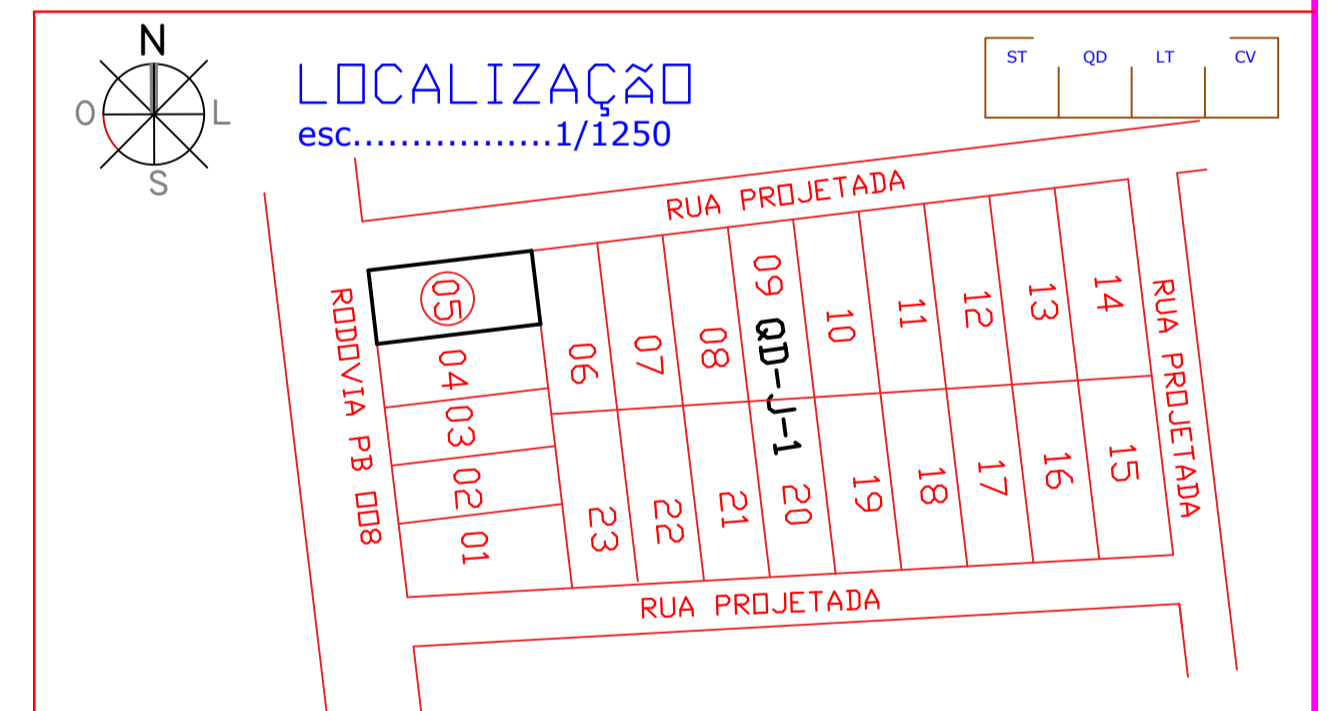 N
O
L
S
LOCALIZAÇÃO
esc.................1/1250
ST QD LT CV
RUA PROJETADA
RODOVIA PB 008
RUA PROJETADA
05
04
03
02
01
06
07
08
09
10
11
12
13
14
QD-J-1
23
22
21
20
19
18
17
16
15
RUA PROJETADA